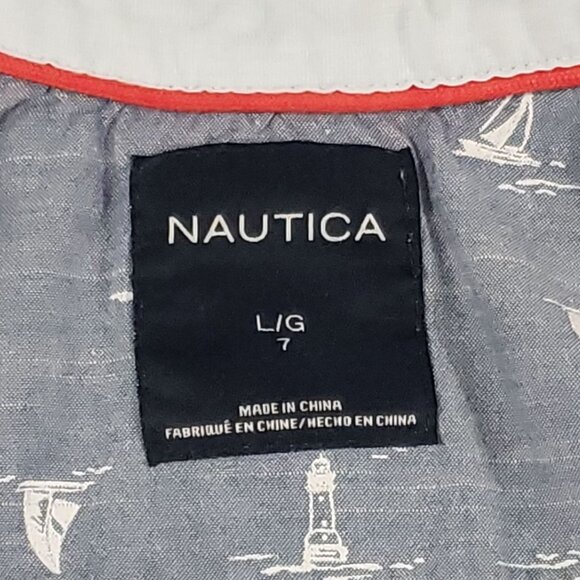 NAUTICA
L/G
7
MADE IN CHINA
FABRIQUÉ EN CHINE/HECHO EN CHINA